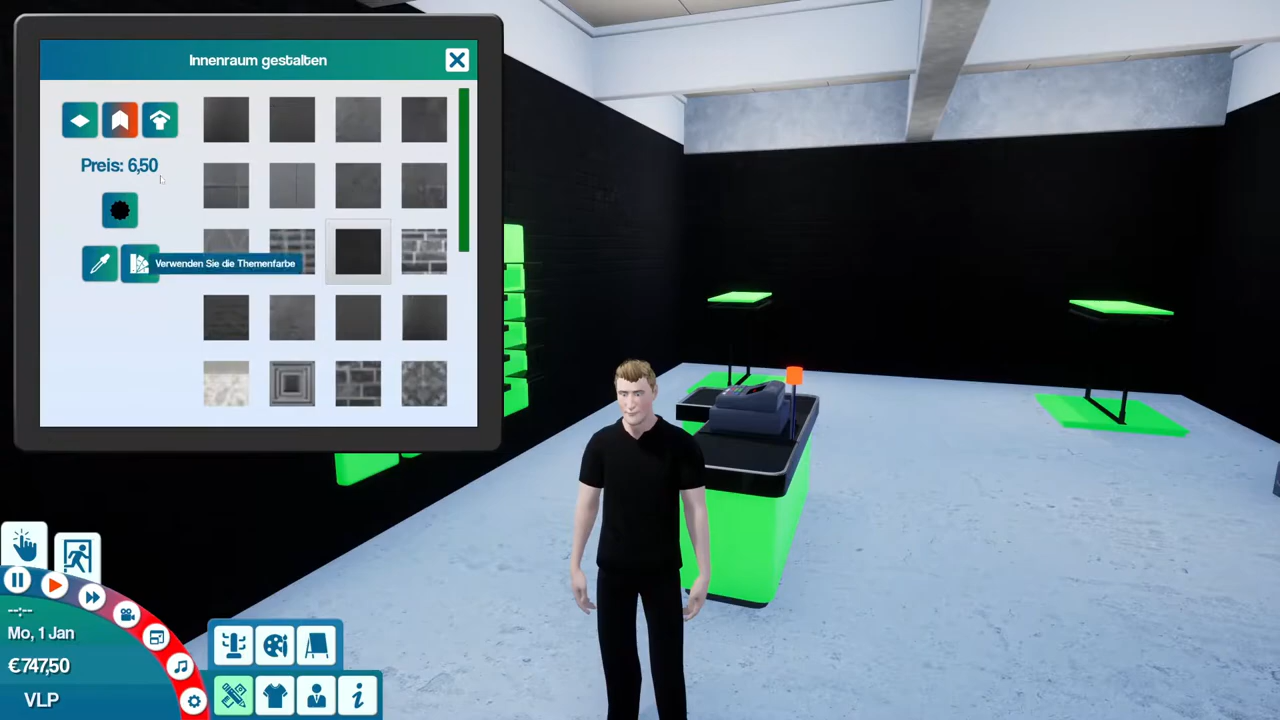 Innenraum gestalten
Preis: 6,50
Verwenden Sie die Themenfarbe
--:--
Mo, 1 Jan
€747,50
VLP